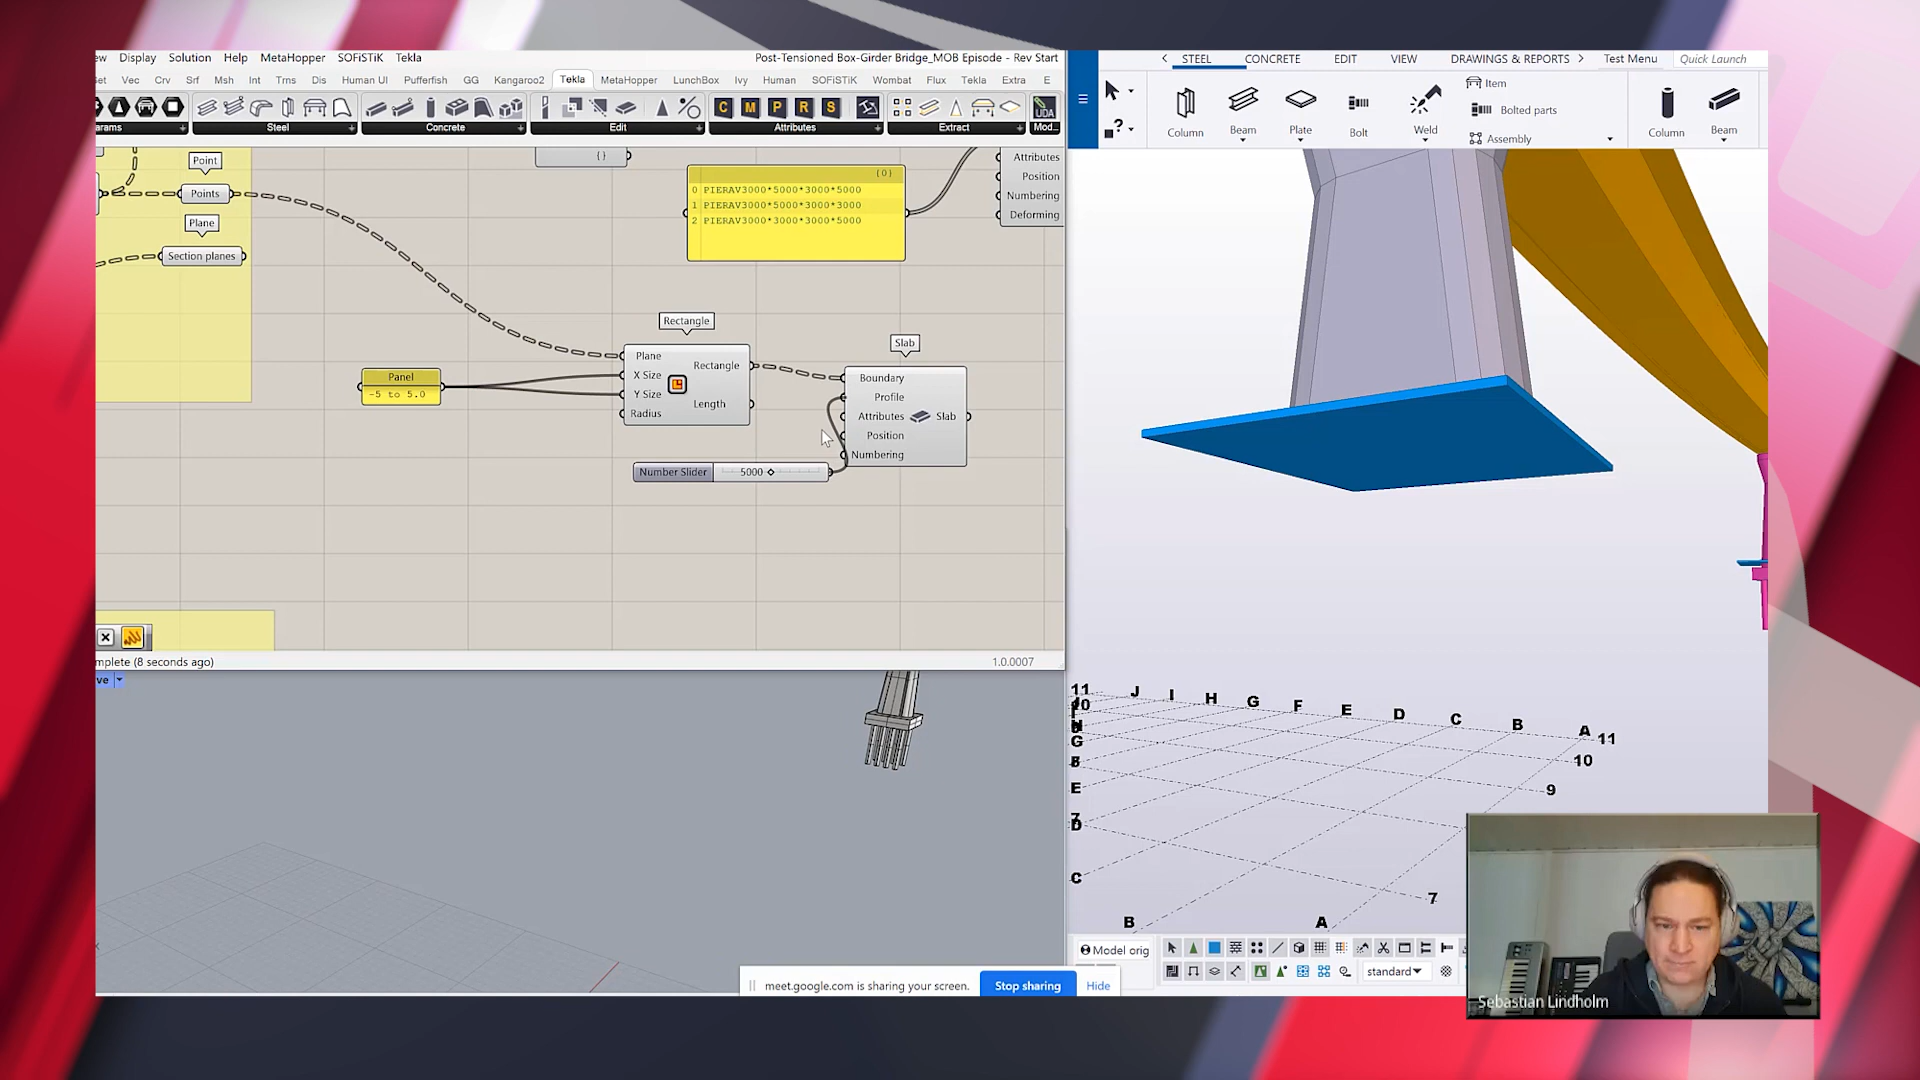 ew Display Solution Help MetaHopper SOFiSTiK Tekla
Post-Tensioned Box-Girder Bridge_MOB Episode - Rev Start
et Vec Crv Srf Msh Int Trns Dis Human UI Pufferfish GG Kangaroo2 Tekla MetaHopper LunchBox Ivy Human SOFiSTiK Wombat Flux Tekla Extra E
C M P R S
UDA
arams Steel Concrete Edit Attributes Extract Mod...
Point
Points
Plane
Section planes
{ }
{0}
0 PIERAV3000*5000*3000*5000
1 PIERAV3000*5000*3000*3000
2 PIERAV3000*3000*3000*5000
Attributes
Position
Numbering
Deforming
Rectangle
Plane
X Size
Y Size
Radius
Rectangle
Length
Panel
-5 to 5.0
Slab
Boundary
Profile
Attributes
Position
Numbering
Slab
Number Slider 5000
mplete (8 seconds ago)
1.0.0007
ve
STEEL CONCRETE EDIT VIEW DRAWINGS & REPORTS Test Menu Quick Launch
Column Beam Plate Bolt Weld
Item
Bolted parts
Assembly
Column Beam
11 J I H G F E D C B A 11
10
10
9
G
E
7
D
C
7
B A
Model orig
standard
meet.google.com is sharing your screen. Stop sharing Hide
Sebastian Lindholm